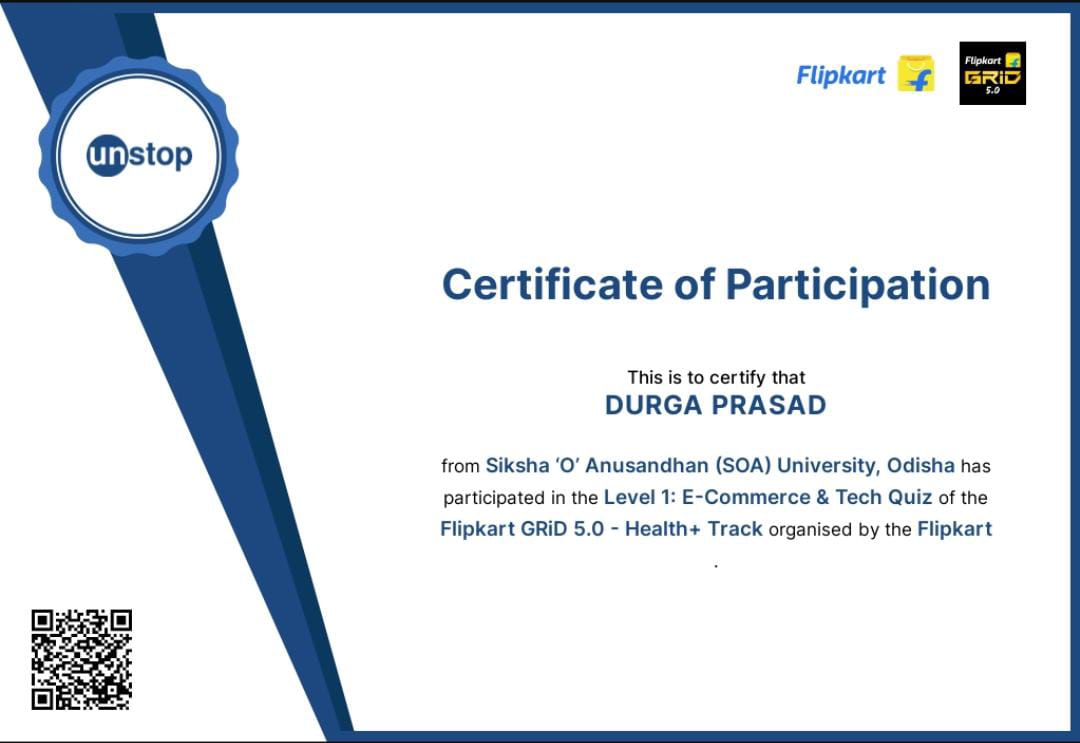 unstop
Flipkart
Flipkart
GRiD
5.0
Certificate of Participation
This is to certify that
DURGA PRASAD
from Siksha ‘O’ Anusandhan (SOA) University, Odisha has
participated in the Level 1: E-Commerce & Tech Quiz of the
Flipkart GRiD 5.0 - Health+ Track organised by the Flipkart
.